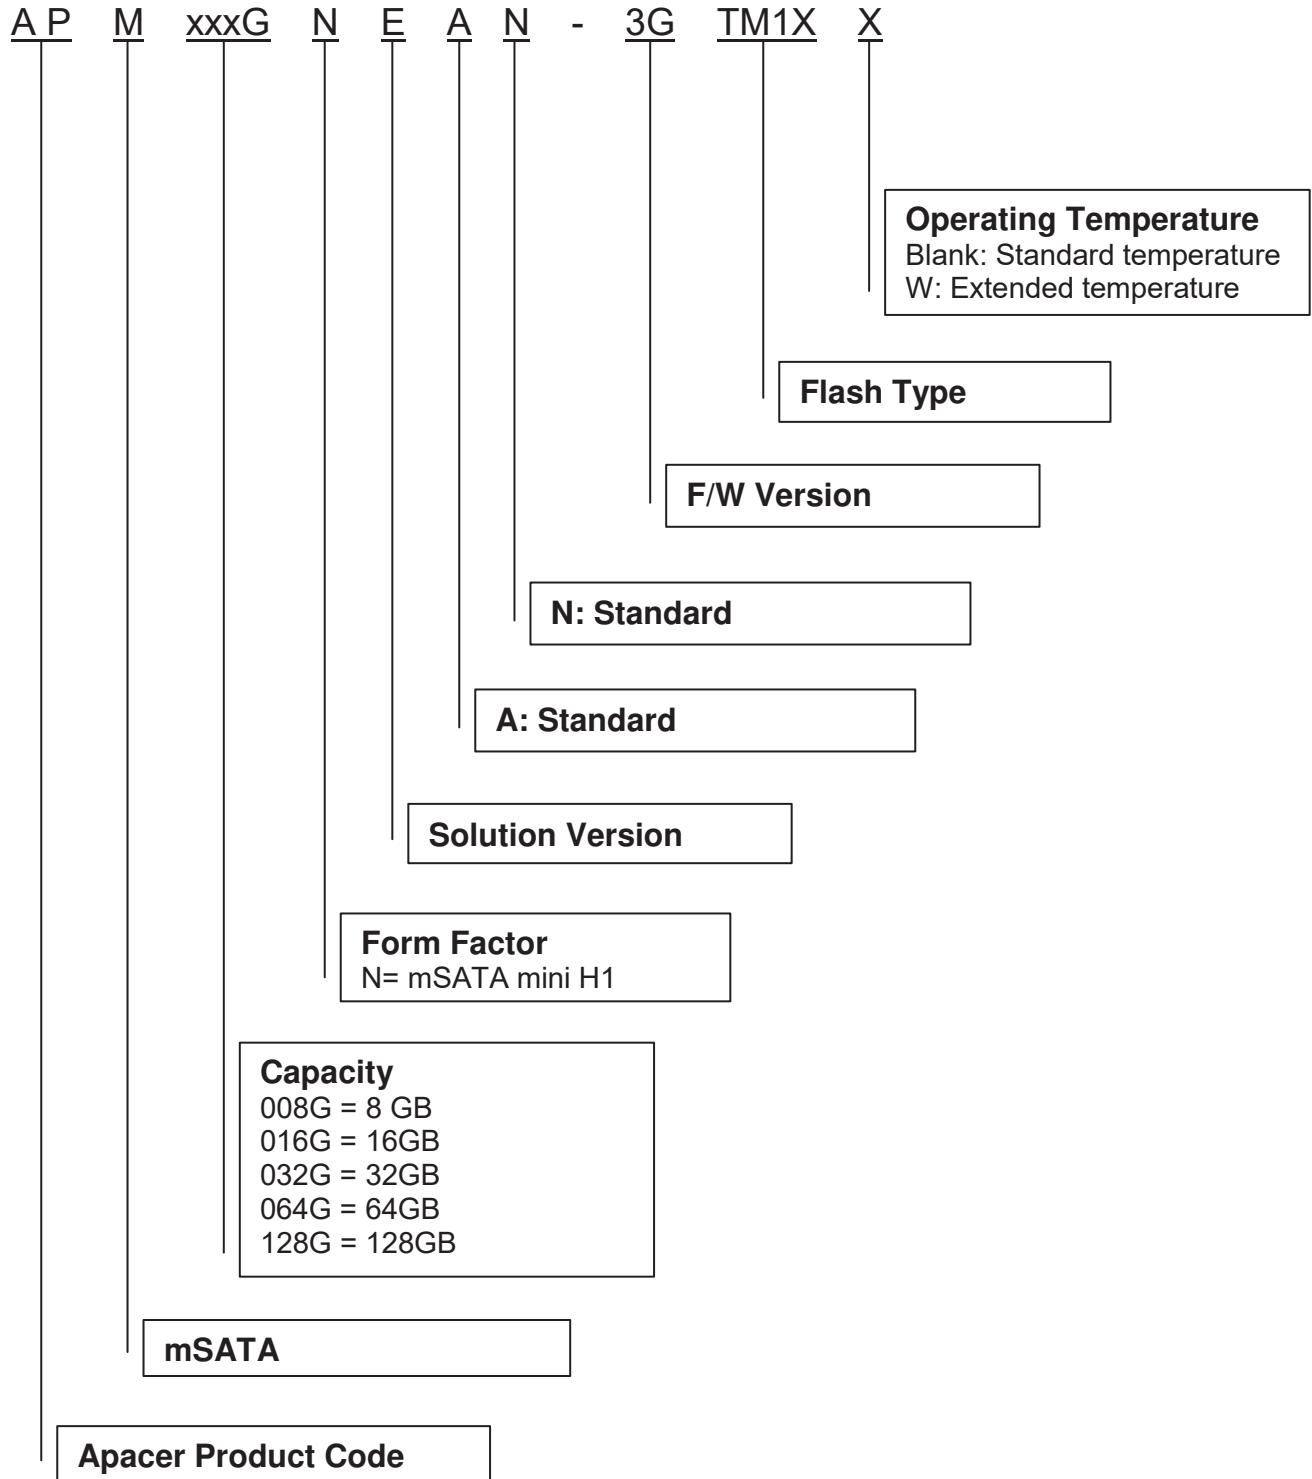 A P M xxxG N E A N - 3G TM1X X
Operating Temperature
Blank: Standard temperature
W: Extended temperature
Flash Type
F/W Version
N: Standard
A: Standard
Solution Version
Form Factor
N= mSATA mini H1
Capacity
008G = 8 GB
016G = 16GB
032G = 32GB
064G = 64GB
128G = 128GB
mSATA
Apacer Product Code